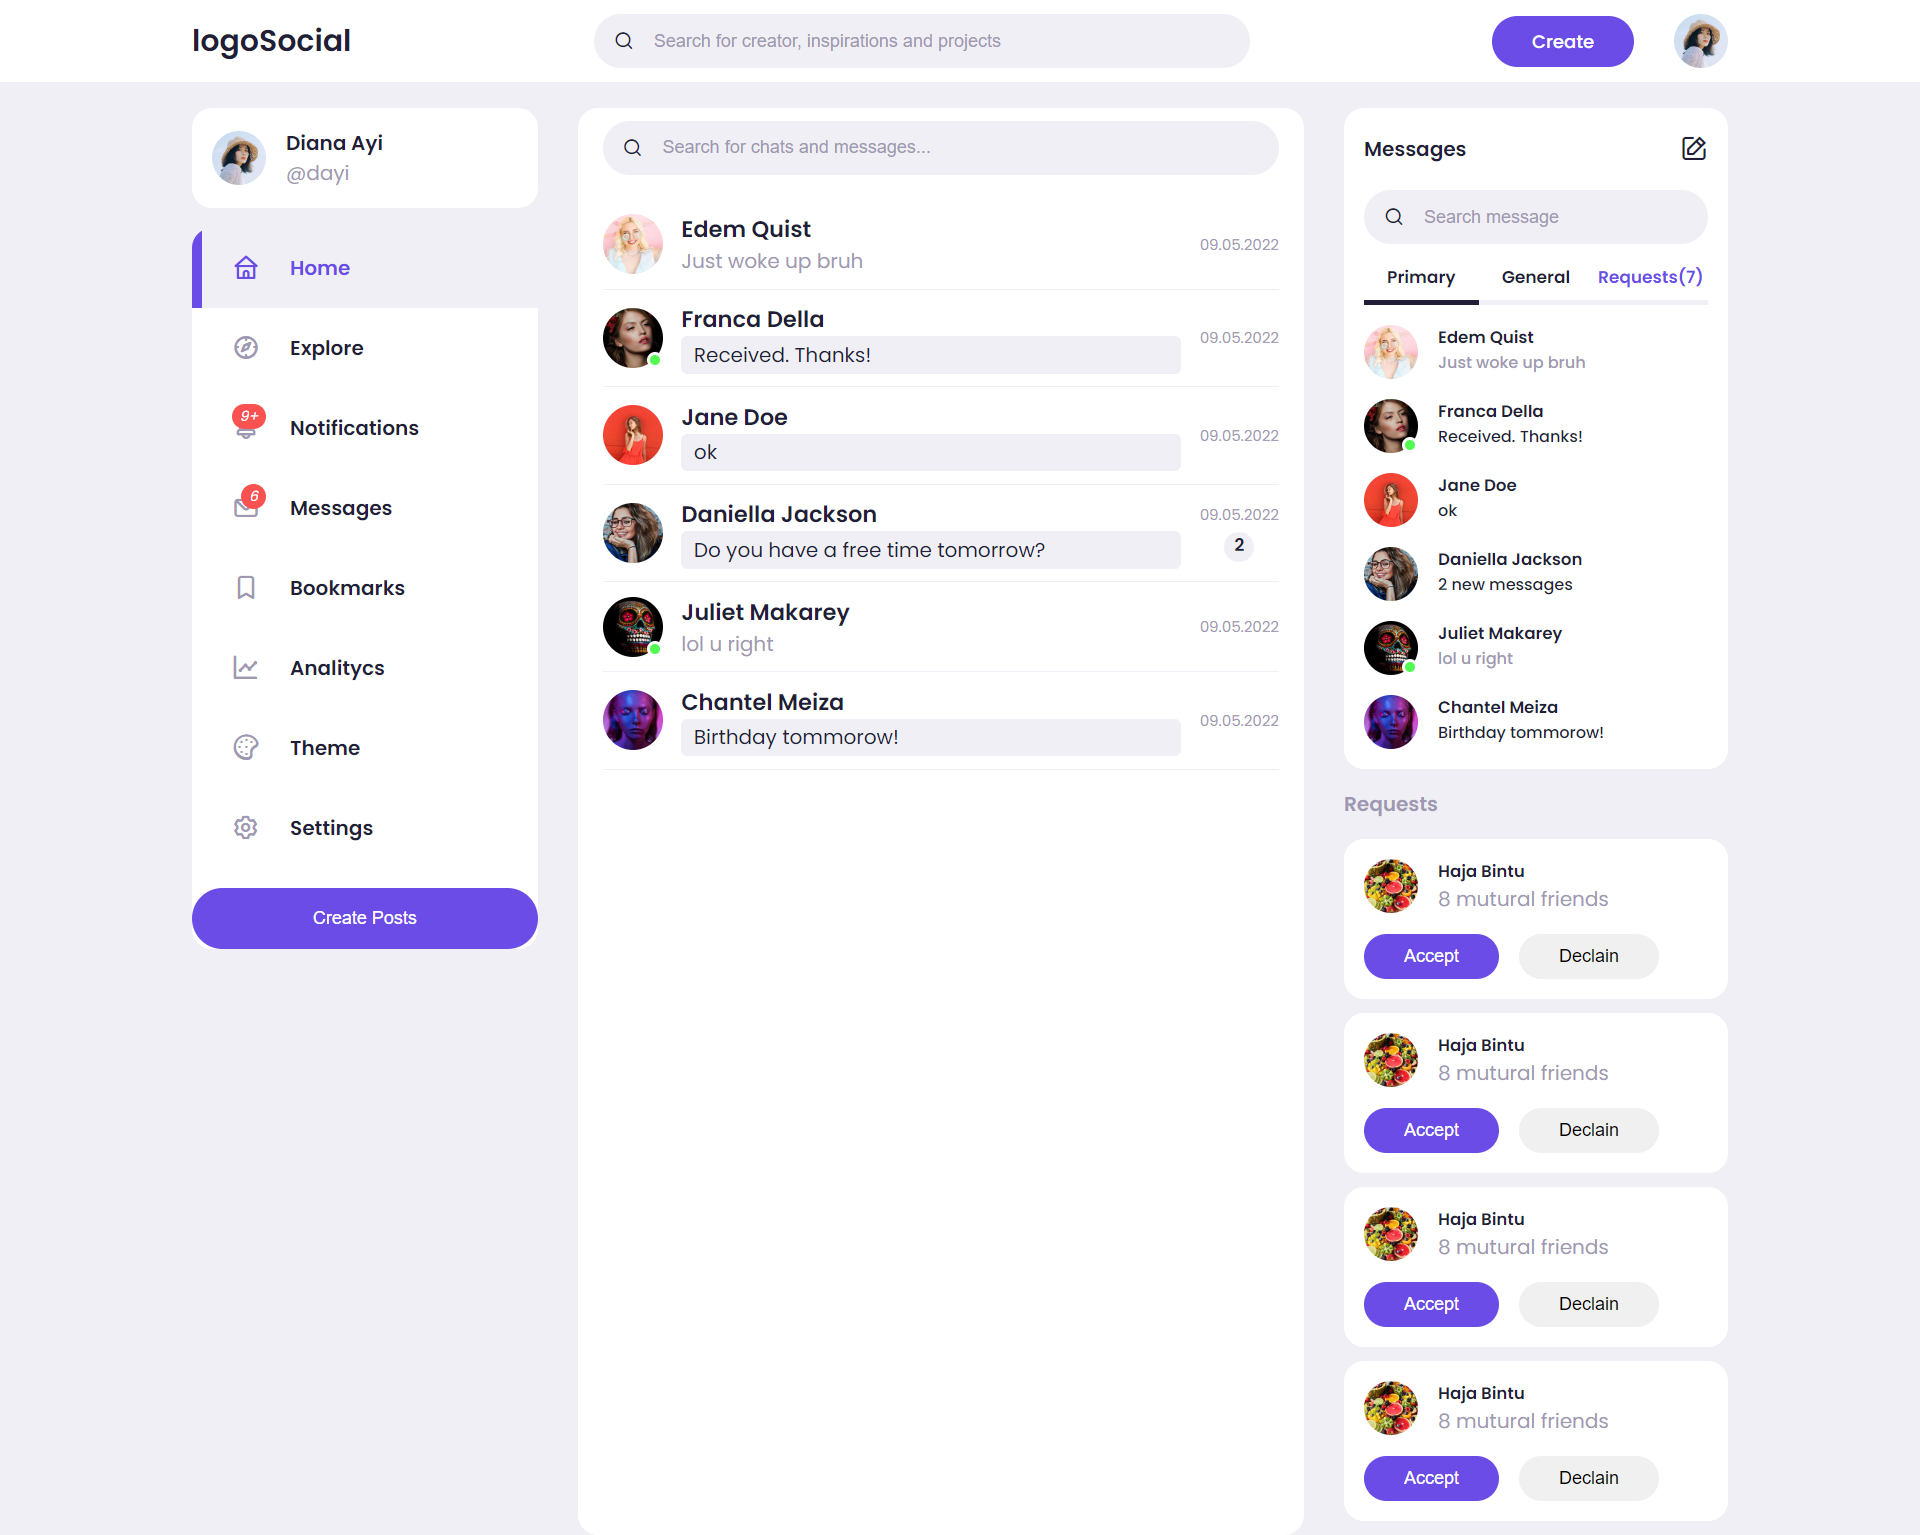 logoSocial
Search for creator, inspirations and projects
Create
Diana Ayi
@dayi
Home
Explore
9+
Notifications
6
Messages
Bookmarks
Analitycs
Theme
Settings
Create Posts
Search for chats and messages...
Edem Quist
Just woke up bruh
09.05.2022
Franca Della
Received. Thanks!
09.05.2022
Jane Doe
ok
09.05.2022
Daniella Jackson
Do you have a free time tomorrow?
09.05.2022
2
Juliet Makarey
lol u right
09.05.2022
Chantel Meiza
Birthday tommorow!
09.05.2022
Messages
Search message
Primary General Requests(7)
Edem Quist
Just woke up bruh
Franca Della
Received. Thanks!
Jane Doe
ok
Daniella Jackson
2 new messages
Juliet Makarey
lol u right
Chantel Meiza
Birthday tommorow!
Requests
Haja Bintu
8 mutural friends
Accept Declain
Haja Bintu
8 mutural friends
Accept Declain
Haja Bintu
8 mutural friends
Accept Declain
Haja Bintu
8 mutural friends
Accept Declain